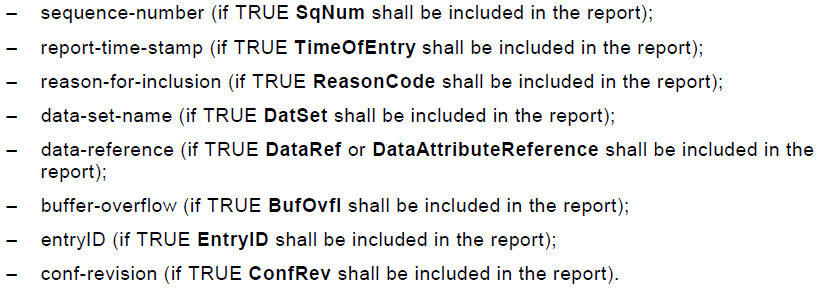 – sequence-number (if TRUE SqNum shall be included in the report);
– report-time-stamp (if TRUE TimeOfEntry shall be included in the report);
– reason-for-inclusion (if TRUE ReasonCode shall be included in the report);
– data-set-name (if TRUE DatSet shall be included in the report);
– data-reference (if TRUE DataRef or DataAttributeReference shall be included in the
report);
– buffer-overflow (if TRUE BufOvfl shall be included in the report);
– entryID (if TRUE EntryID shall be included in the report);
– conf-revision (if TRUE ConfRev shall be included in the report).